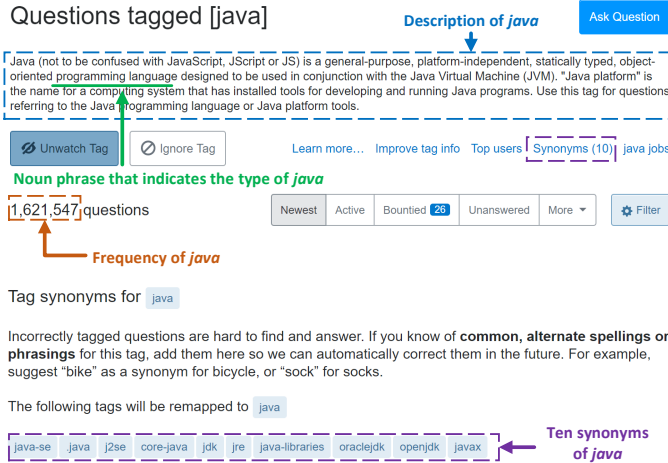 Questions tagged [java]
Description of java
Ask Question
Java (not to be confused with JavaScript, JScript or JS) is a general-purpose, platform-independent, statically typed, object-
oriented programming language designed to be used in conjunction with the Java Virtual Machine (JVM). "Java platform" is
the name for a computing system that has installed tools for developing and running Java programs. Use this tag for questions
referring to the Java programming language or Java platform tools.
Unwatch Tag Ignore Tag Learn more... Improve tag info Top users Synonyms (10) java jobs
Noun phrase that indicates the type of java
1,621,547 questions Newest Active Bountied 26 Unanswered More Filter
Frequency of java
Tag synonyms for java
Incorrectly tagged questions are hard to find and answer. If you know of common, alternate spellings or
phrasings for this tag, add them here so we can automatically correct them in the future. For example,
suggest “bike” as a synonym for bicycle, or “sock” for socks.
The following tags will be remapped to java
java-se .java j2se core-java jdk jre java-libraries oraclejdk openjdk javax
Ten synonyms
of java